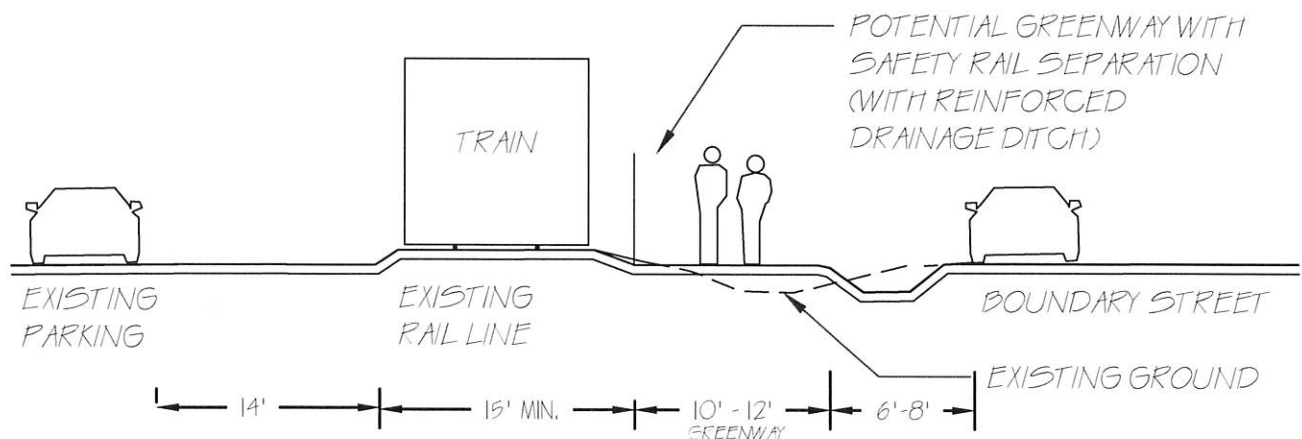 POTENTIAL GREENWAY WITH
SAFETY RAIL SEPARATION
(WITH REINFORCED
DRAINAGE DITCH)
TRAIN
EXISTING
PARKING
EXISTING
RAIL LINE
BOUNDARY STREET
EXISTING GROUND
14'
15' MIN.
10' -12'
GREENWAY
6'-8'